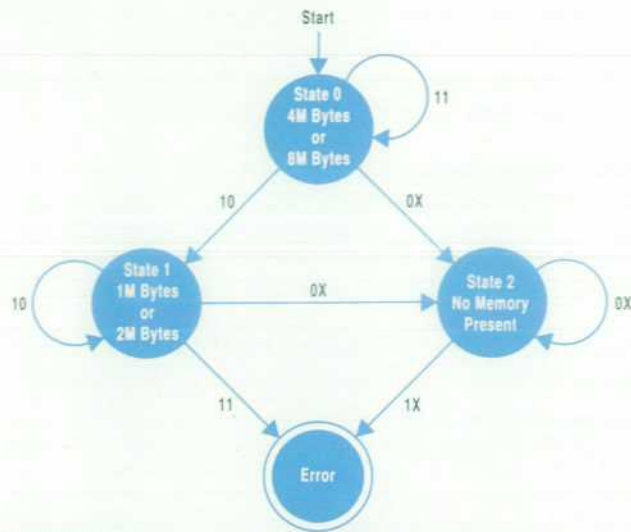 Start
State 0
4M Bytes
or
8M Bytes
11
10
0X
State 1
1M Bytes
or
2M Bytes
10
0X
State 2
No Memory
Present
0X
11
1X
Error